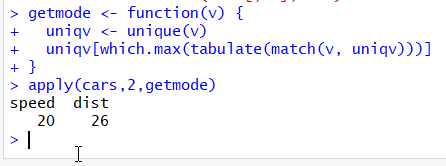 > getmode <- function(v) {
+   uniqv <- unique(v)
+   uniqv[which.max(tabulate(match(v, uniqv)))]
+ }
> apply(cars,2,getmode)
speed  dist
   20    26
>